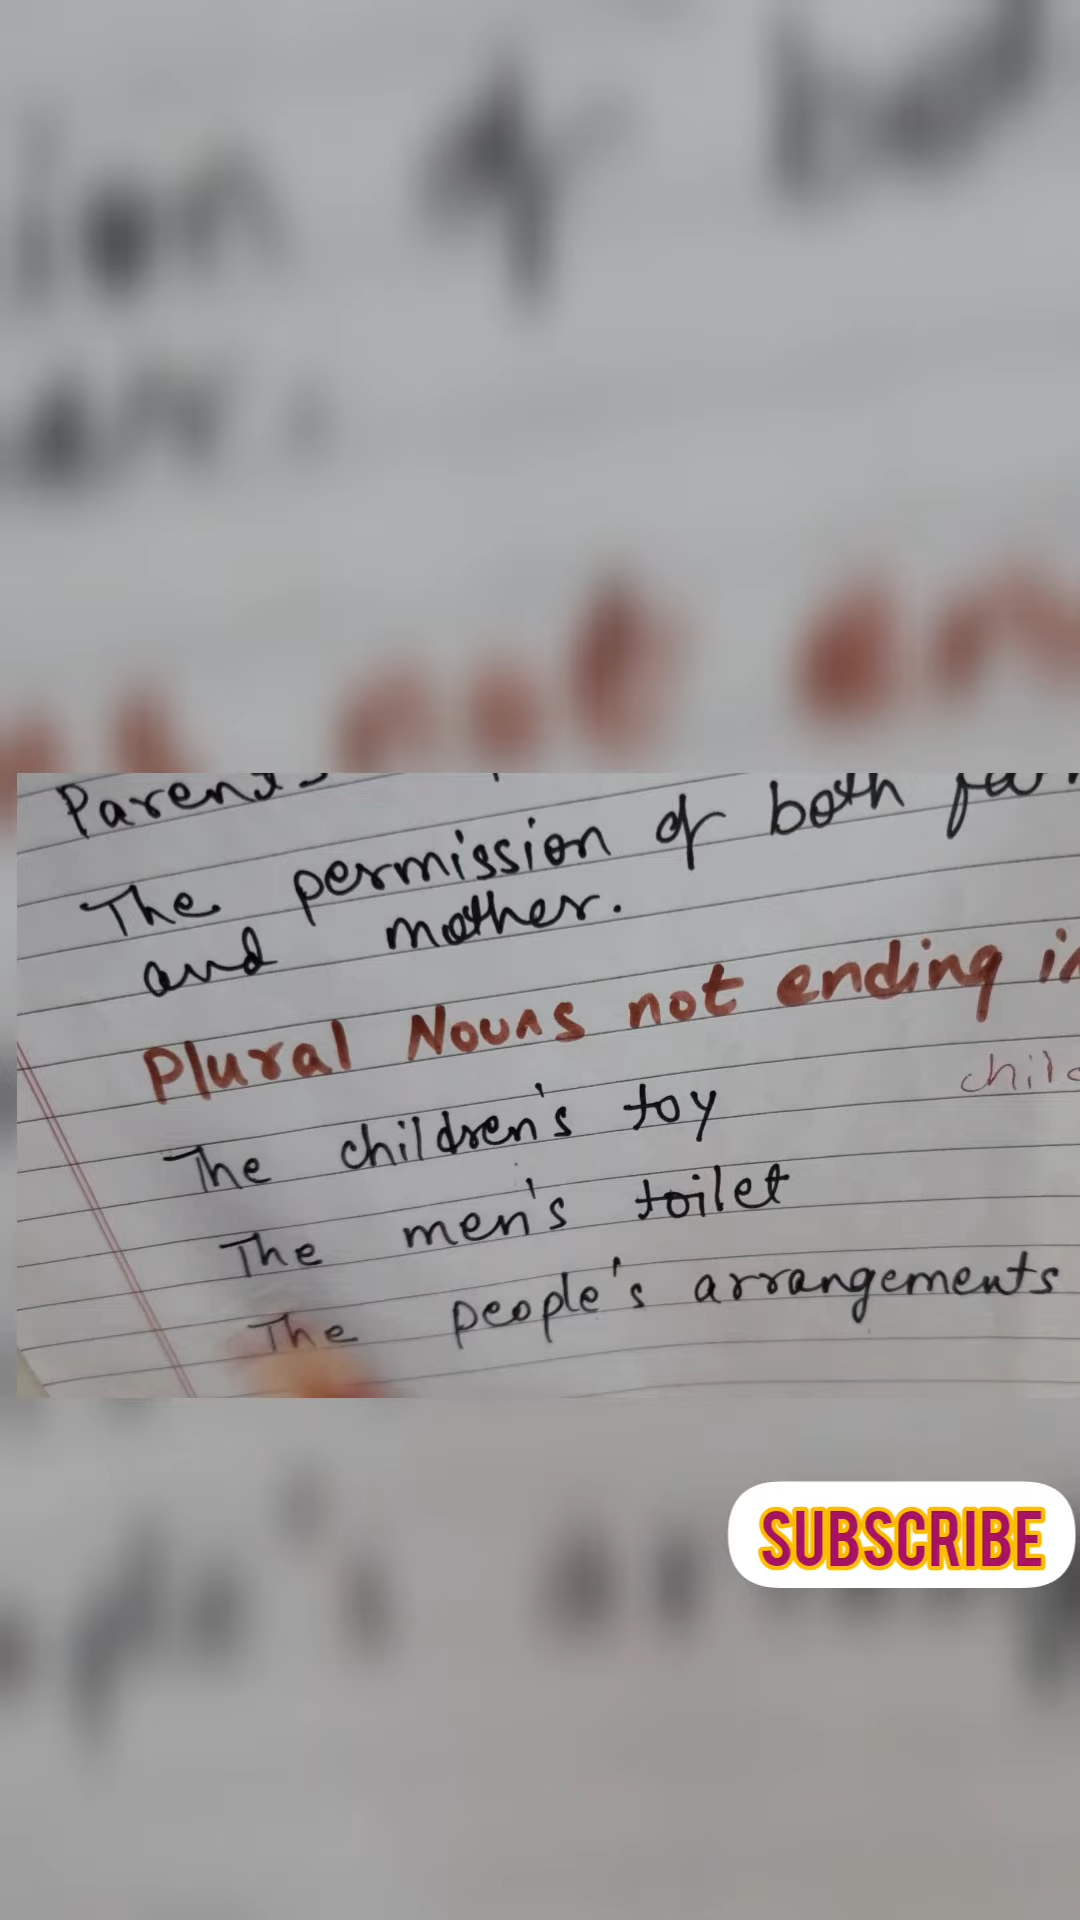 The permission of both
and mother.
Plural Nouns not ending
The children's toy
The men's toilet
The people's arrangements
SUBSCRIBE